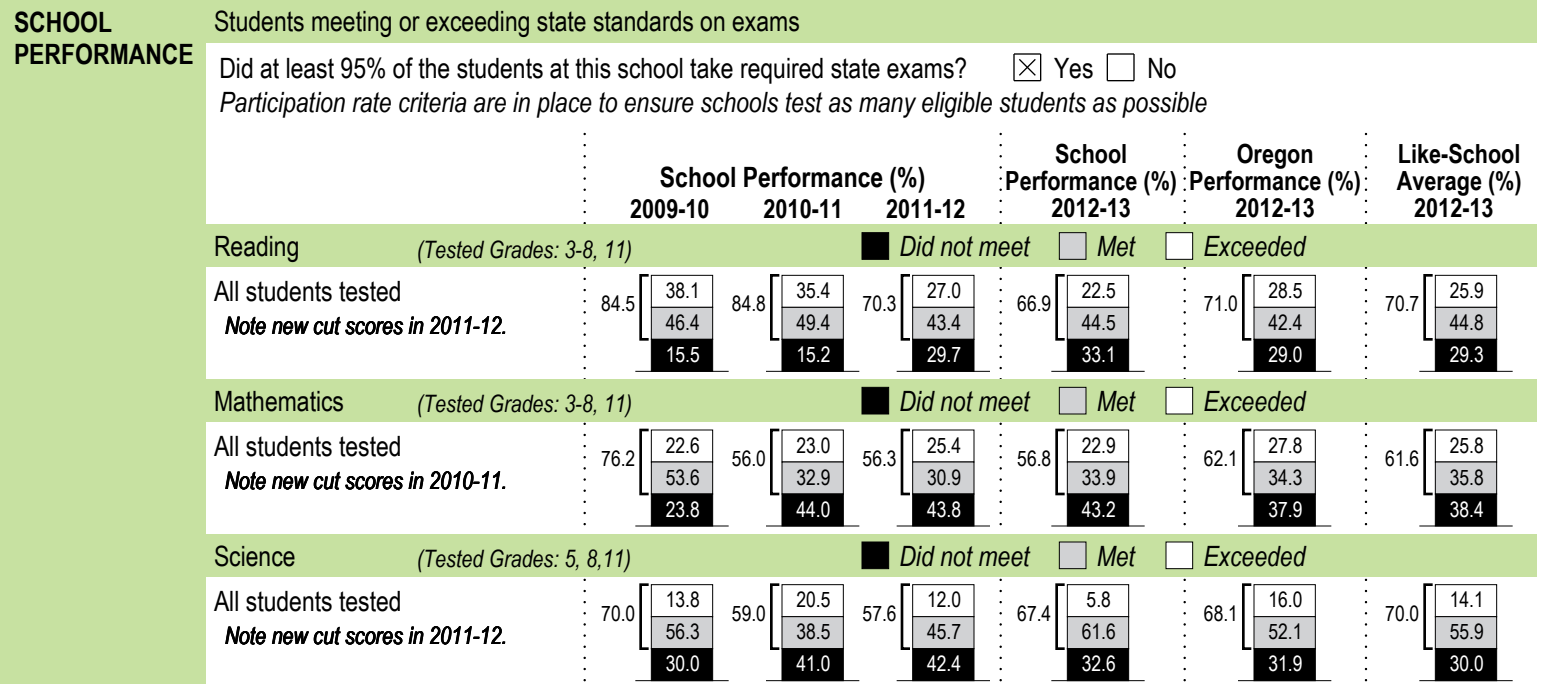 SCHOOL PERFORMANCE
Students meeting or exceeding state standards on exams
Did at least 95% of the students at this school take required state exams? ☒ Yes ☐ No
Participation rate criteria are in place to ensure schools test as many eligible students as possible
School Performance (%)
2009-10 2010-11 2011-12
School Performance (%) 2012-13
Oregon Performance (%) 2012-13
Like-School Average (%) 2012-13
Reading (Tested Grades: 3-8, 11) Did not meet Met Exceeded
All students tested
Note new cut scores in 2011-12.
84.5 38.1 46.4 15.5
84.8 35.4 49.4 15.2
70.3 27.0 43.4 29.7
66.9 22.5 44.5 33.1
71.0 28.5 42.4 29.0
70.7 25.9 44.8 29.3
Mathematics (Tested Grades: 3-8, 11) Did not meet Met Exceeded
All students tested
Note new cut scores in 2010-11.
76.2 22.6 53.6 23.8
56.0 23.0 32.9 44.0
56.3 25.4 30.9 43.8
56.8 22.9 33.9 43.2
62.1 27.8 34.3 37.9
61.6 25.8 35.8 38.4
Science (Tested Grades: 5, 8,11) Did not meet Met Exceeded
All students tested
Note new cut scores in 2011-12.
70.0 13.8 56.3 30.0
59.0 20.5 38.5 41.0
57.6 12.0 45.7 42.4
67.4 5.8 61.6 32.6
68.1 16.0 52.1 31.9
70.0 14.1 55.9 30.0